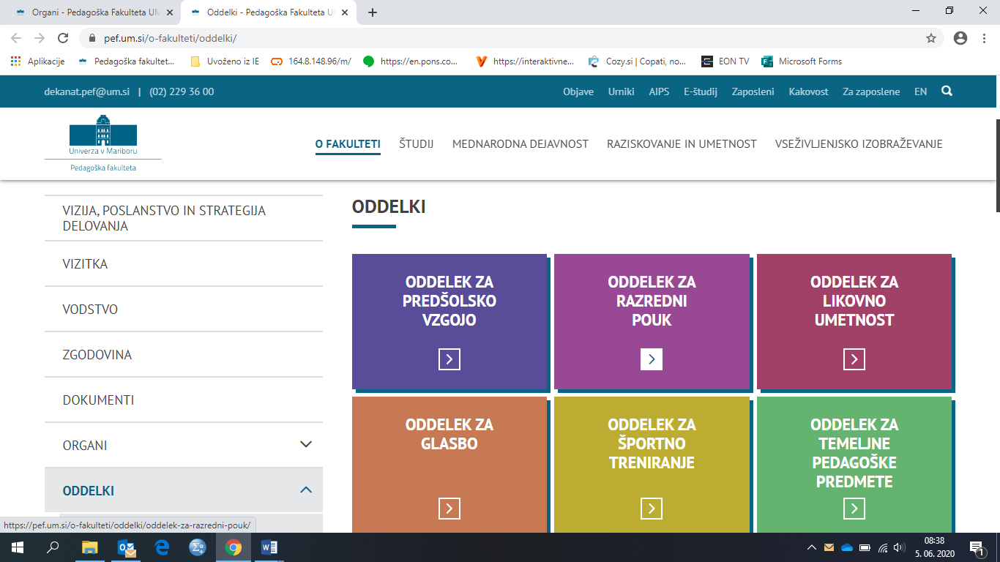 Organi - Pedagoška Fakulteta UM
Oddelki - Pedagoška Fakulteta U
pef.um.si/o-fakulteti/oddelki/
Aplikacije
Pedagoška fakultet...
Uvoženo iz IE
164.8.148.96/m/
https://en.pons.co...
https://interaktivne...
Cozy.si | Copati, no...
EON TV
Microsoft Forms
dekanat.pef@um.si | (02) 229 36 00
Objave Urniki AIPS E-študij Zaposleni Kakovost Za zaposlene EN
Univerza v Mariboru
Pedagoška fakulteta
O FAKULTETI ŠTUDIJ MEDNARODNA DEJAVNOST RAZISKOVANJE IN UMETNOST VSEŽIVLJENJSKO IZOBRAŽEVANJE
VIZIJA, POSLANSTVO IN STRATEGIJA
DELOVANJA
VIZITKA
VODSTVO
ZGODOVINA
DOKUMENTI
ORGANI
ODDELKI
ODDELKI
ODDELEK ZA
PREDŠOLSKO
VZGOJO
ODDELEK ZA
RAZREDNI
POUK
ODDELEK ZA
LIKOVNO
UMETNOST
ODDELEK ZA
GLASBO
ODDELEK ZA
ŠPORTNO
TRENIRANJE
ODDELEK ZA
TEMELJNE
PEDAGOŠKE
PREDMETE
https://pef.um.si/o-fakulteti/oddelki/oddelek-za-razredni-pouk/
08:38
5. 06. 2020
1